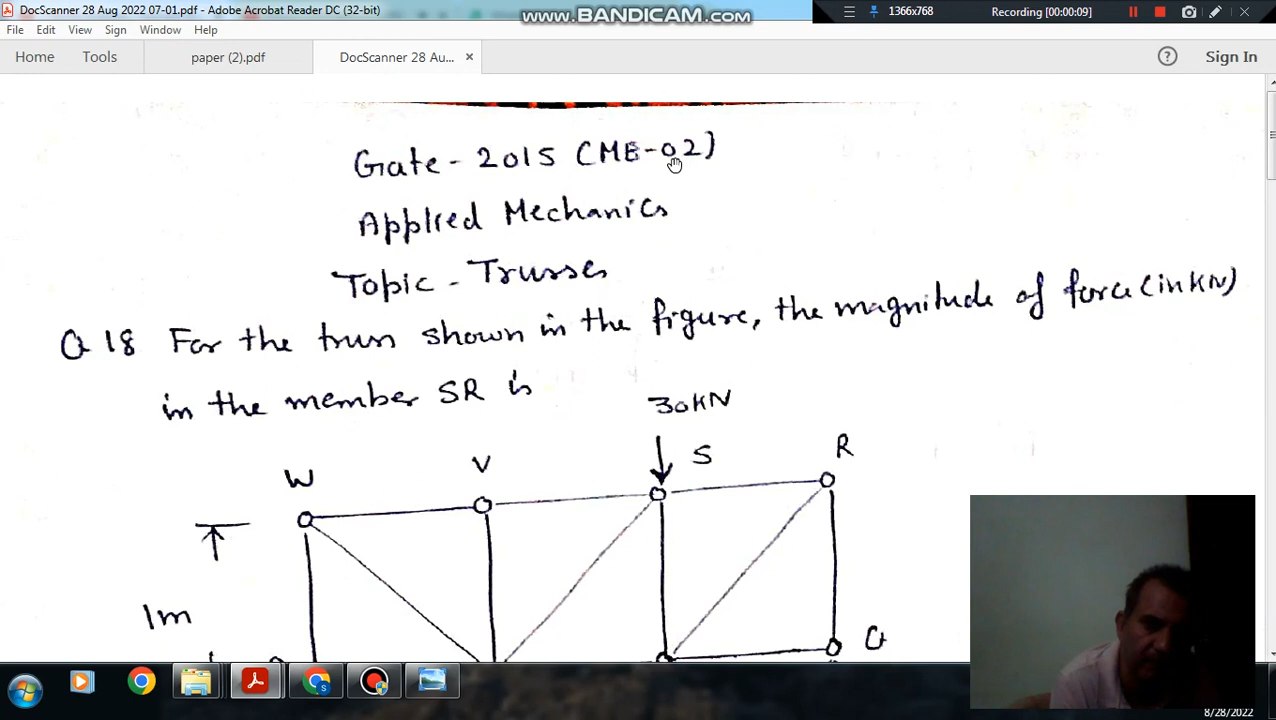 DocScanner 28 Aug 2022 07-01.pdf - Adobe Acrobat Reader DC (32-bit)
www.BANDICAM.com
1366x768
Recording [00:00:09]
File Edit View Sign Window Help
Home Tools paper (2).pdf DocScanner 28 Au... × ? Sign In
Gate - 2015 (ME-02)
Applied Mechanics
Topic - Trusses
Q 18 For the truss shown in the figure, the magnitude of force (in KN)
in the member SR is
30KN
W V S R
1m
Q
8/28/2022